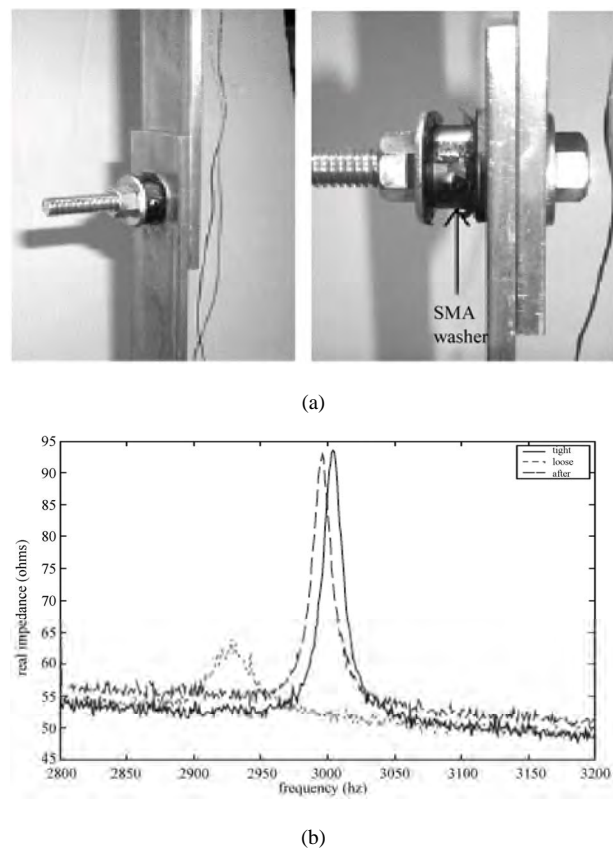 SMA
washer
(a)
95
90
85
80
75
70
65
60
55
50
45
real impedance (ohms)
tight
loose
after
2800 2850 2900 2950 3000 3050 3100 3150 3200
frequency (hz)
(b)